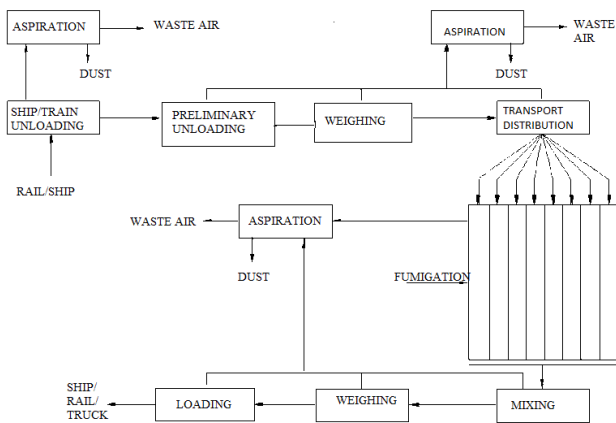 ASPIRATION
WASTE AIR
DUST
ASPIRATION
WASTE
AIR
DUST
SHIP/TRAIN
UNLOADING
PRELIMINARY
UNLOADING
WEIGHING
TRANSPORT
DISTRIBUTION
RAIL/SHIP
WASTE AIR
ASPIRATION
DUST
FUMIGATION
SHIP/
RAIL/
TRUCK
LOADING
WEIGHING
MIXING